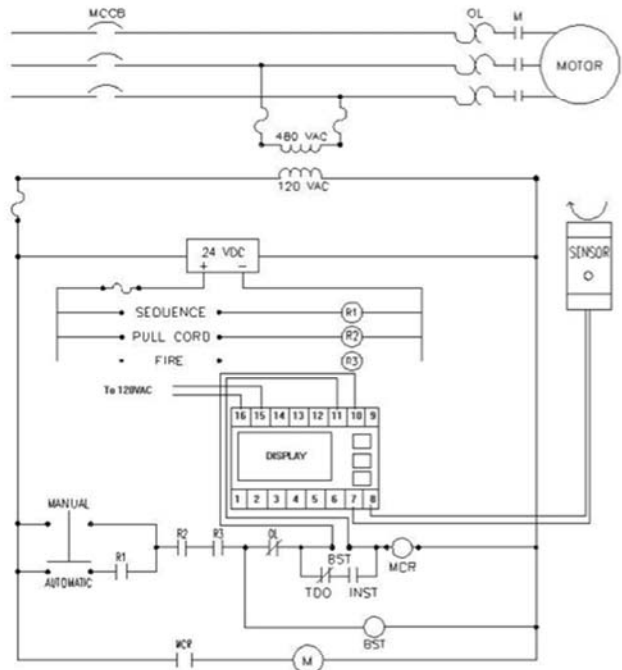 MCCB
OL
M
MOTOR
480 VAC
120 VAC
24 VDC
+ -
SENSOR
SEQUENCE
R1
PULL CORD
R2
FIRE
R3
To 120VAC
16 15 14 13 12 11 10 9
DISPLAY
1 2 3 4 5 6 7 8
MANUAL
R1
AUTOMATIC
R2
R3
OL
BST
TDO
INST
MCR
BST
MCR
M